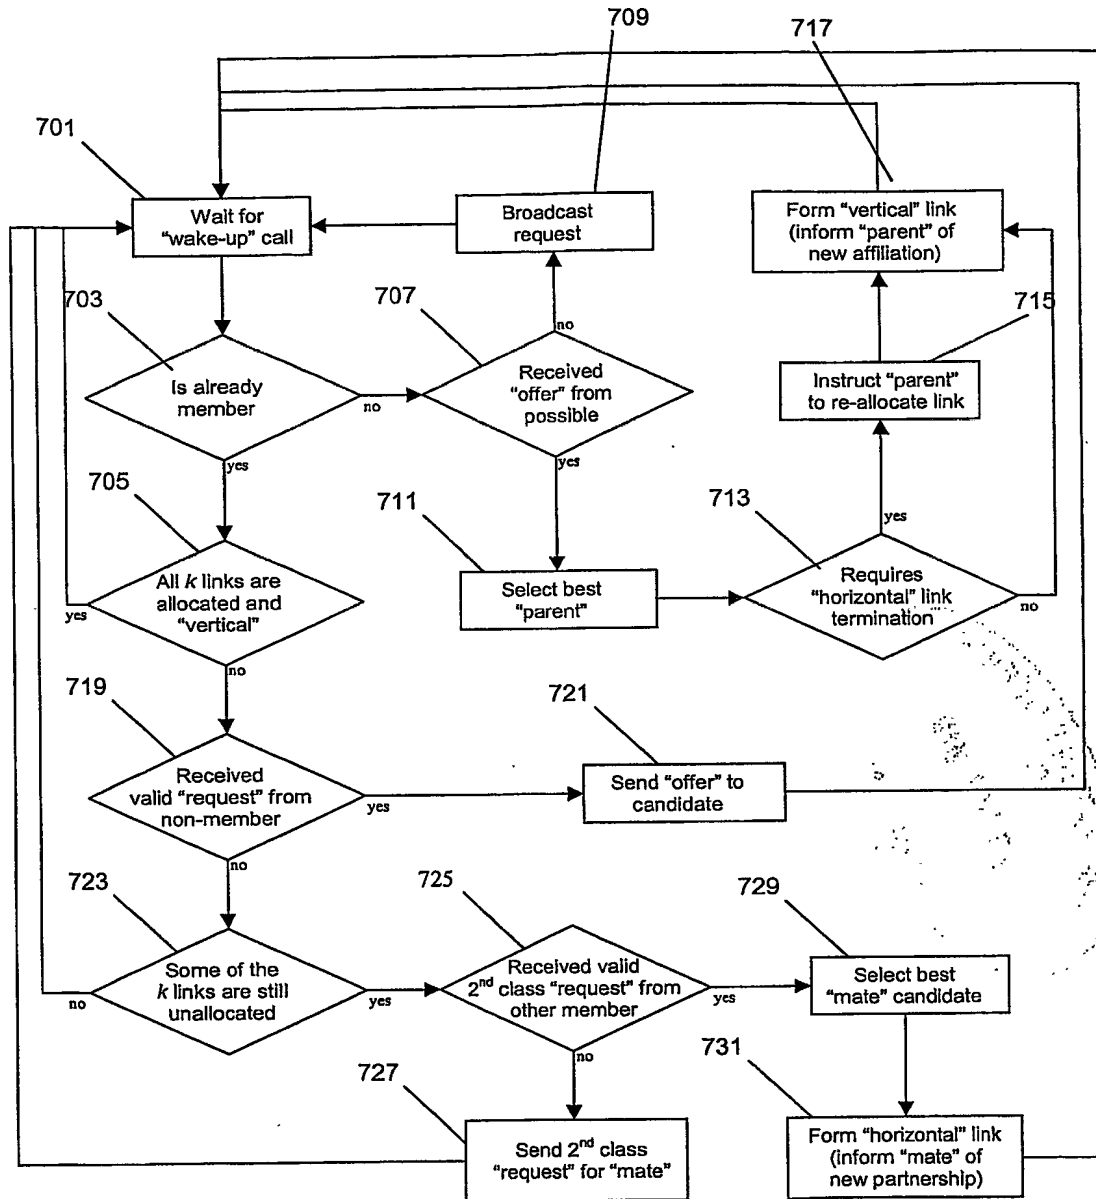 709
717
701
Wait for
"wake-up" call
Broadcast
request
Form "vertical" link
(inform "parent" of
new affiliation)
703
707
no
715
Is already
member
no
Received
"offer" from
possible
Instruct "parent"
to re-allocate link
yes
yes
705
711
713
yes
All k links are
allocated and
"vertical"
yes
Select best
"parent"
Requires
"horizontal" link
termination
no
no
719
721
Received
valid "request" from
non-member
yes
Send "offer" to
candidate
no
723
725
729
Some of the
k links are still
unallocated
no
yes
Received valid
2nd class "request" from
other member
yes
Select best
"mate" candidate
no
727
731
Send 2nd class
"request" for "mate"
Form "horizontal" link
(inform "mate" of
new partnership)